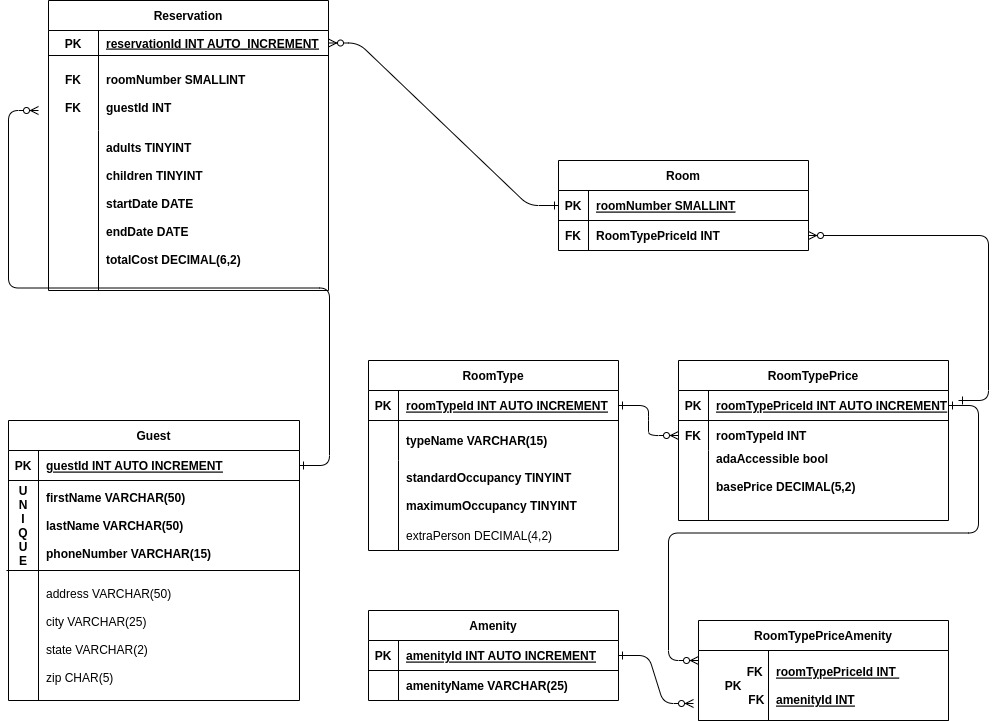 Reservation
PK reservationId INT AUTO_INCREMENT
FK roomNumber SMALLINT
FK guestId INT
adults TINYINT
children TINYINT
startDate DATE
endDate DATE
totalCost DECIMAL(6,2)
Room
PK roomNumber SMALLINT
FK RoomTypePriceId INT
RoomType
PK roomTypeId INT AUTO INCREMENT
typeName VARCHAR(15)
standardOccupancy TINYINT
maximumOccupancy TINYINT
extraPerson DECIMAL(4,2)
RoomTypePrice
PK roomTypePriceId INT AUTO INCREMENT
FK roomTypeId INT
adaAccessible bool
basePrice DECIMAL(5,2)
Guest
PK guestId INT AUTO INCREMENT
UNIQUE
firstName VARCHAR(50)
lastName VARCHAR(50)
phoneNumber VARCHAR(15)
address VARCHAR(50)
city VARCHAR(25)
state VARCHAR(2)
zip CHAR(5)
Amenity
PK amenityId INT AUTO INCREMENT
amenityName VARCHAR(25)
RoomTypePriceAmenity
FK roomTypePriceId INT
PK
FK amenityId INT